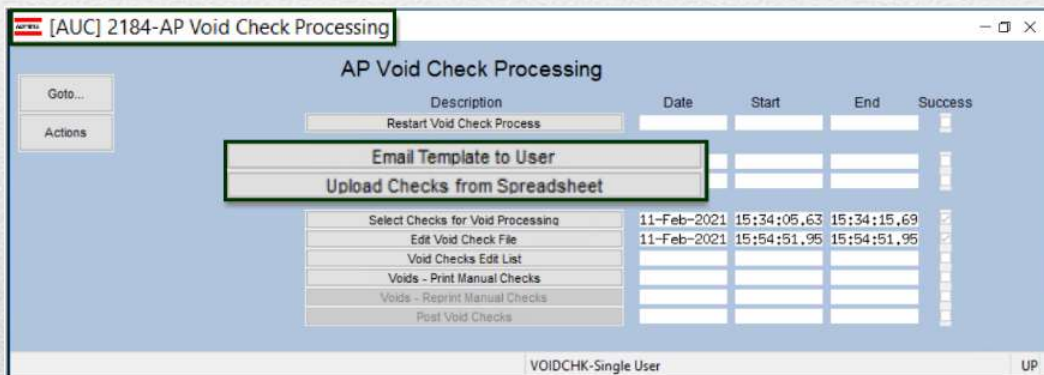 [AUC] 2184-AP Void Check Processing
AP Void Check Processing
Goto...
Actions
Description Date Start End Success
Restart Void Check Process
Email Template to User
Upload Checks from Spreadsheet
Select Checks for Void Processing 11-Feb-2021 15:34:05.63 15:34:15.69
Edit Void Check File 11-Feb-2021 15:54:51.95 15:54:51.95
Void Checks Edit List
Voids - Print Manual Checks
Voids - Reprint Manual Checks
Post Void Checks
VOIDCHK-Single User UP